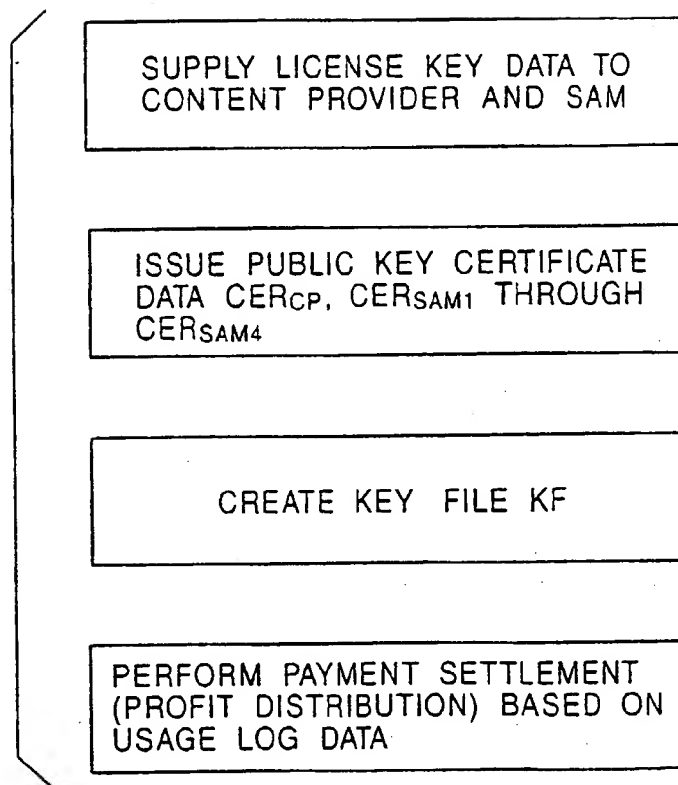 SUPPLY LICENSE KEY DATA TO
CONTENT PROVIDER AND SAM
ISSUE PUBLIC KEY CERTIFICATE
DATA CERCP, CERSAM1 THROUGH
CERSAM4
CREATE KEY FILE KF
PERFORM PAYMENT SETTLEMENT
(PROFIT DISTRIBUTION) BASED ON
USAGE LOG DATA